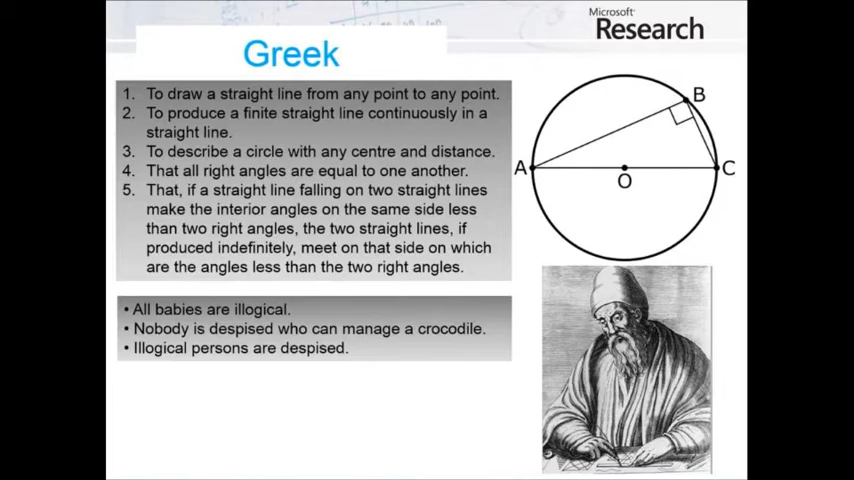 Microsoft
Research
Greek
1. To draw a straight line from any point to any point.
2. To produce a finite straight line continuously in a
straight line.
3. To describe a circle with any centre and distance.
4. That all right angles are equal to one another.
5. That, if a straight line falling on two straight lines
make the interior angles on the same side less
than two right angles, the two straight lines, if
produced indefinitely, meet on that side on which
are the angles less than the two right angles.
• All babies are illogical.
• Nobody is despised who can manage a crocodile.
• Illogical persons are despised.
B
A
C
O